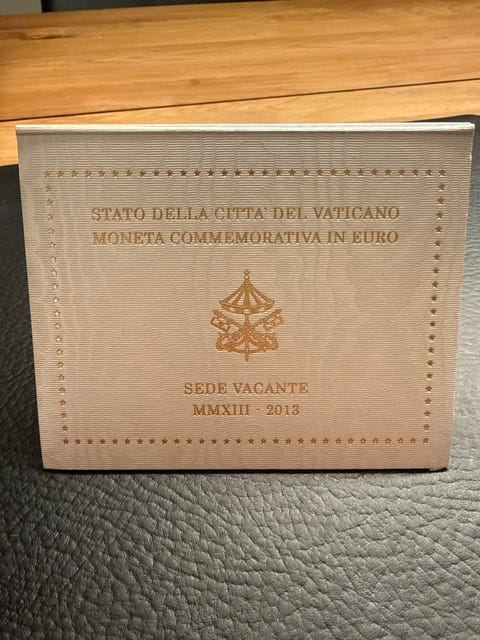 STATO DELLA CITTA' DEL VATICANO
MONETA COMMEMORATIVA IN EURO
SEDE VACANTE
MMXIII - 2013